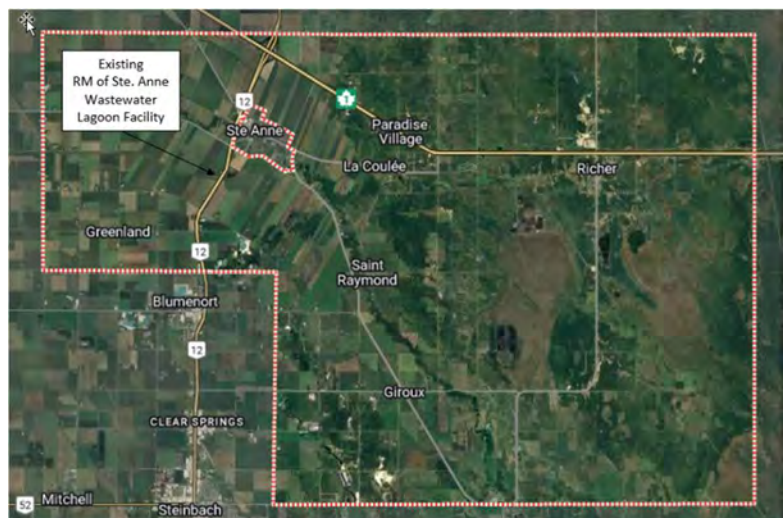 Existing
RM of Ste. Anne
Wastewater
Lagoon Facility
12
Ste Anne
1
Paradise
Village
La Coulée
Richer
Greenland
12
Saint
Raymond
Blumenort
12
Giroux
CLEAR SPRINGS
52
Mitchell
Steinbach